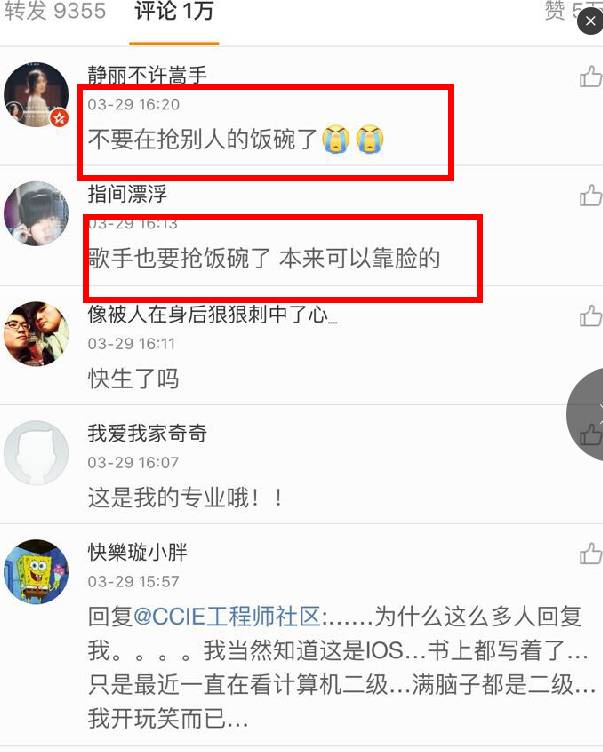 转发 9355 评论 1万 赞 5万
静丽不许嵩手
03-29 16:20
不要在抢别人的饭碗了😭😭
指间漂浮
03-29 16:13
歌手也要抢饭碗了 本来可以靠脸的
像被人在身后狠狠刺中了心_
03-29 16:11
快生了吗
我爱我家奇奇
03-29 16:07
这是我的专业哦！！
快樂璇小胖
03-29 15:57
回复@CCIE工程师社区:……为什么这么多人回复
我。。。。我当然知道这是IOS…书上都写着了…
只是最近一直在看计算机二级…满脑子都是二级…
我开玩笑而已…